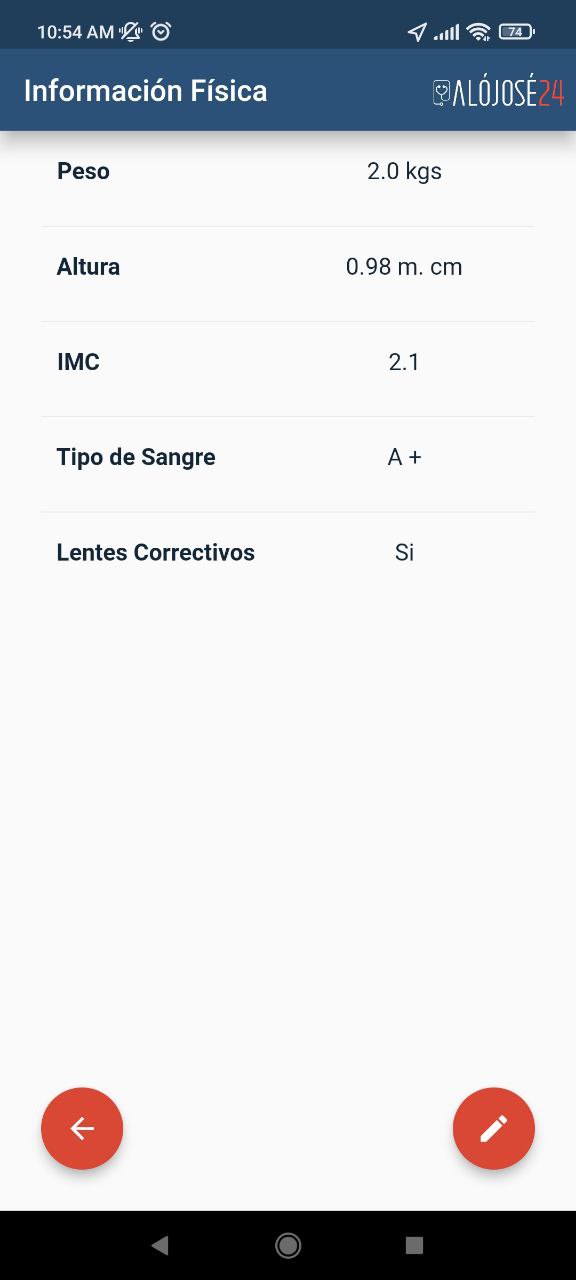 10:54 AM 74
Información Física ALÓJOSÉ24
Peso 2.0 kgs
Altura 0.98 m. cm
IMC 2.1
Tipo de Sangre A +
Lentes Correctivos Si